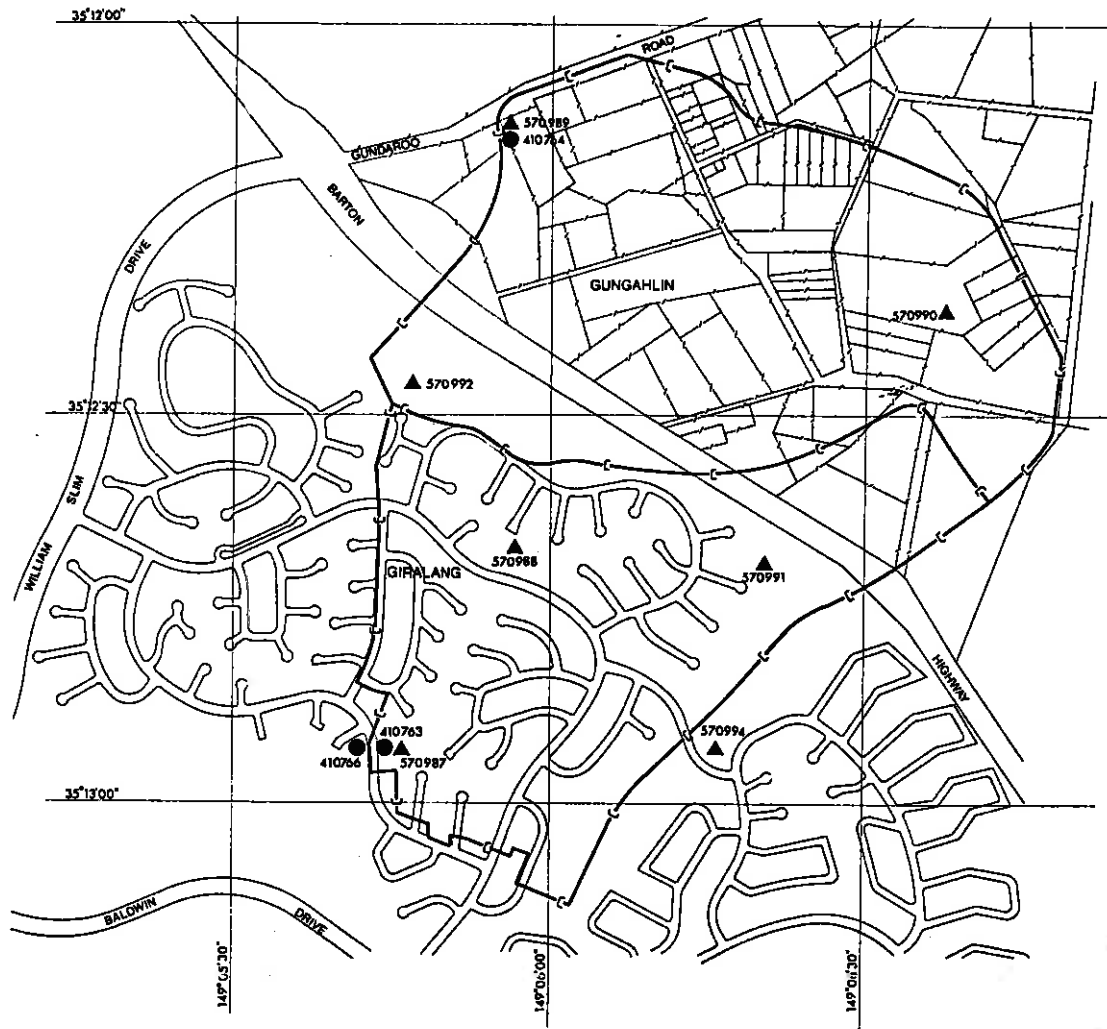 35°12'00"
ROAD
570989
410764
GUNDAROO
BARTON
DRIVE
GUNGAHLIN
570990
570992
35°12'30"
SLIM
WILLIAM
570988
GIRALANG
570991
HIGHWAY
570994
410763
410766
570987
35°13'00"
BALDWIN
DRIVE
149°05'30"
149°06'00"
149°06'30"